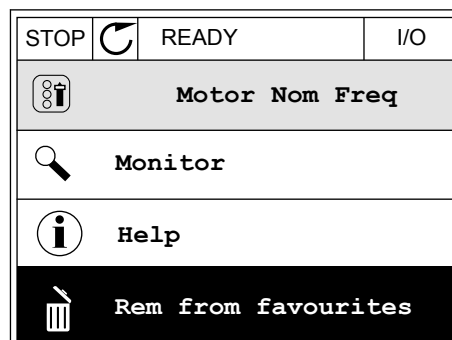 STOP READY I/O
Motor Nom Freq
Monitor
Help
Rem from favourites